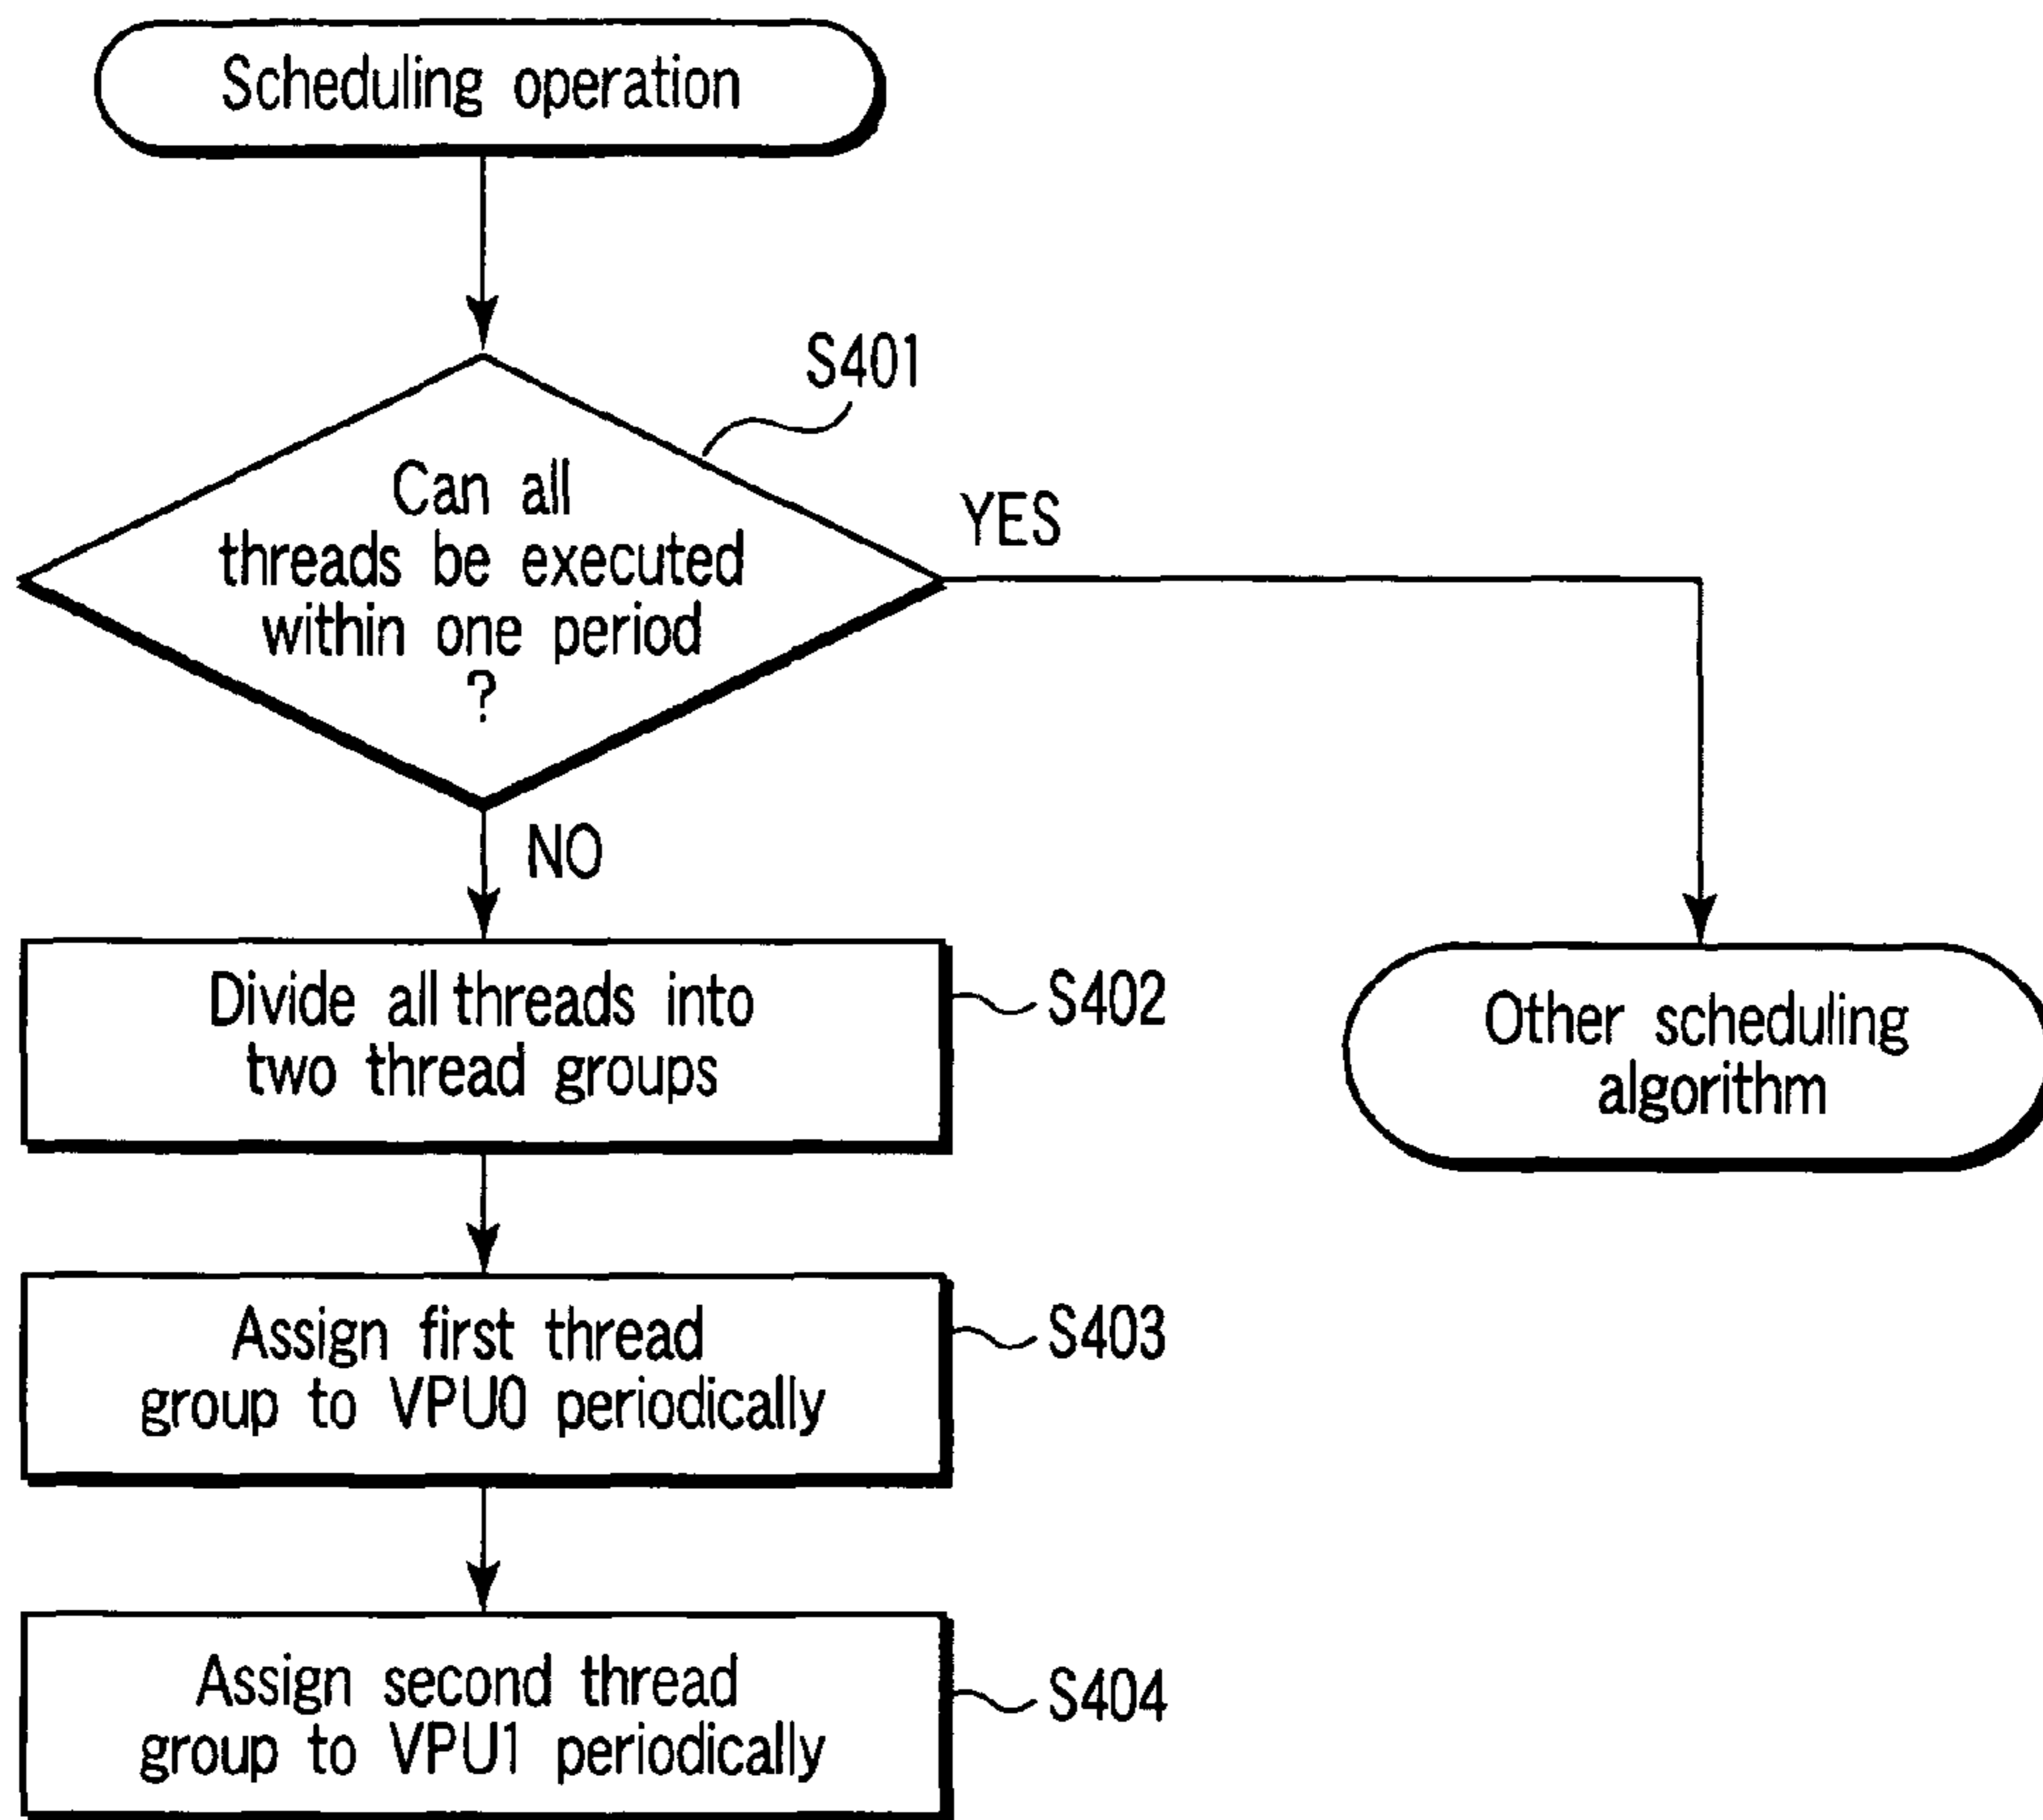 Scheduling operation
S401
Can all
threads be executed
within one period
?
YES
NO
Divide all threads into
two thread groups
S402
Other scheduling
algorithm
Assign first thread
group to VPU0 periodically
S403
Assign second thread
group to VPU1 periodically
S404